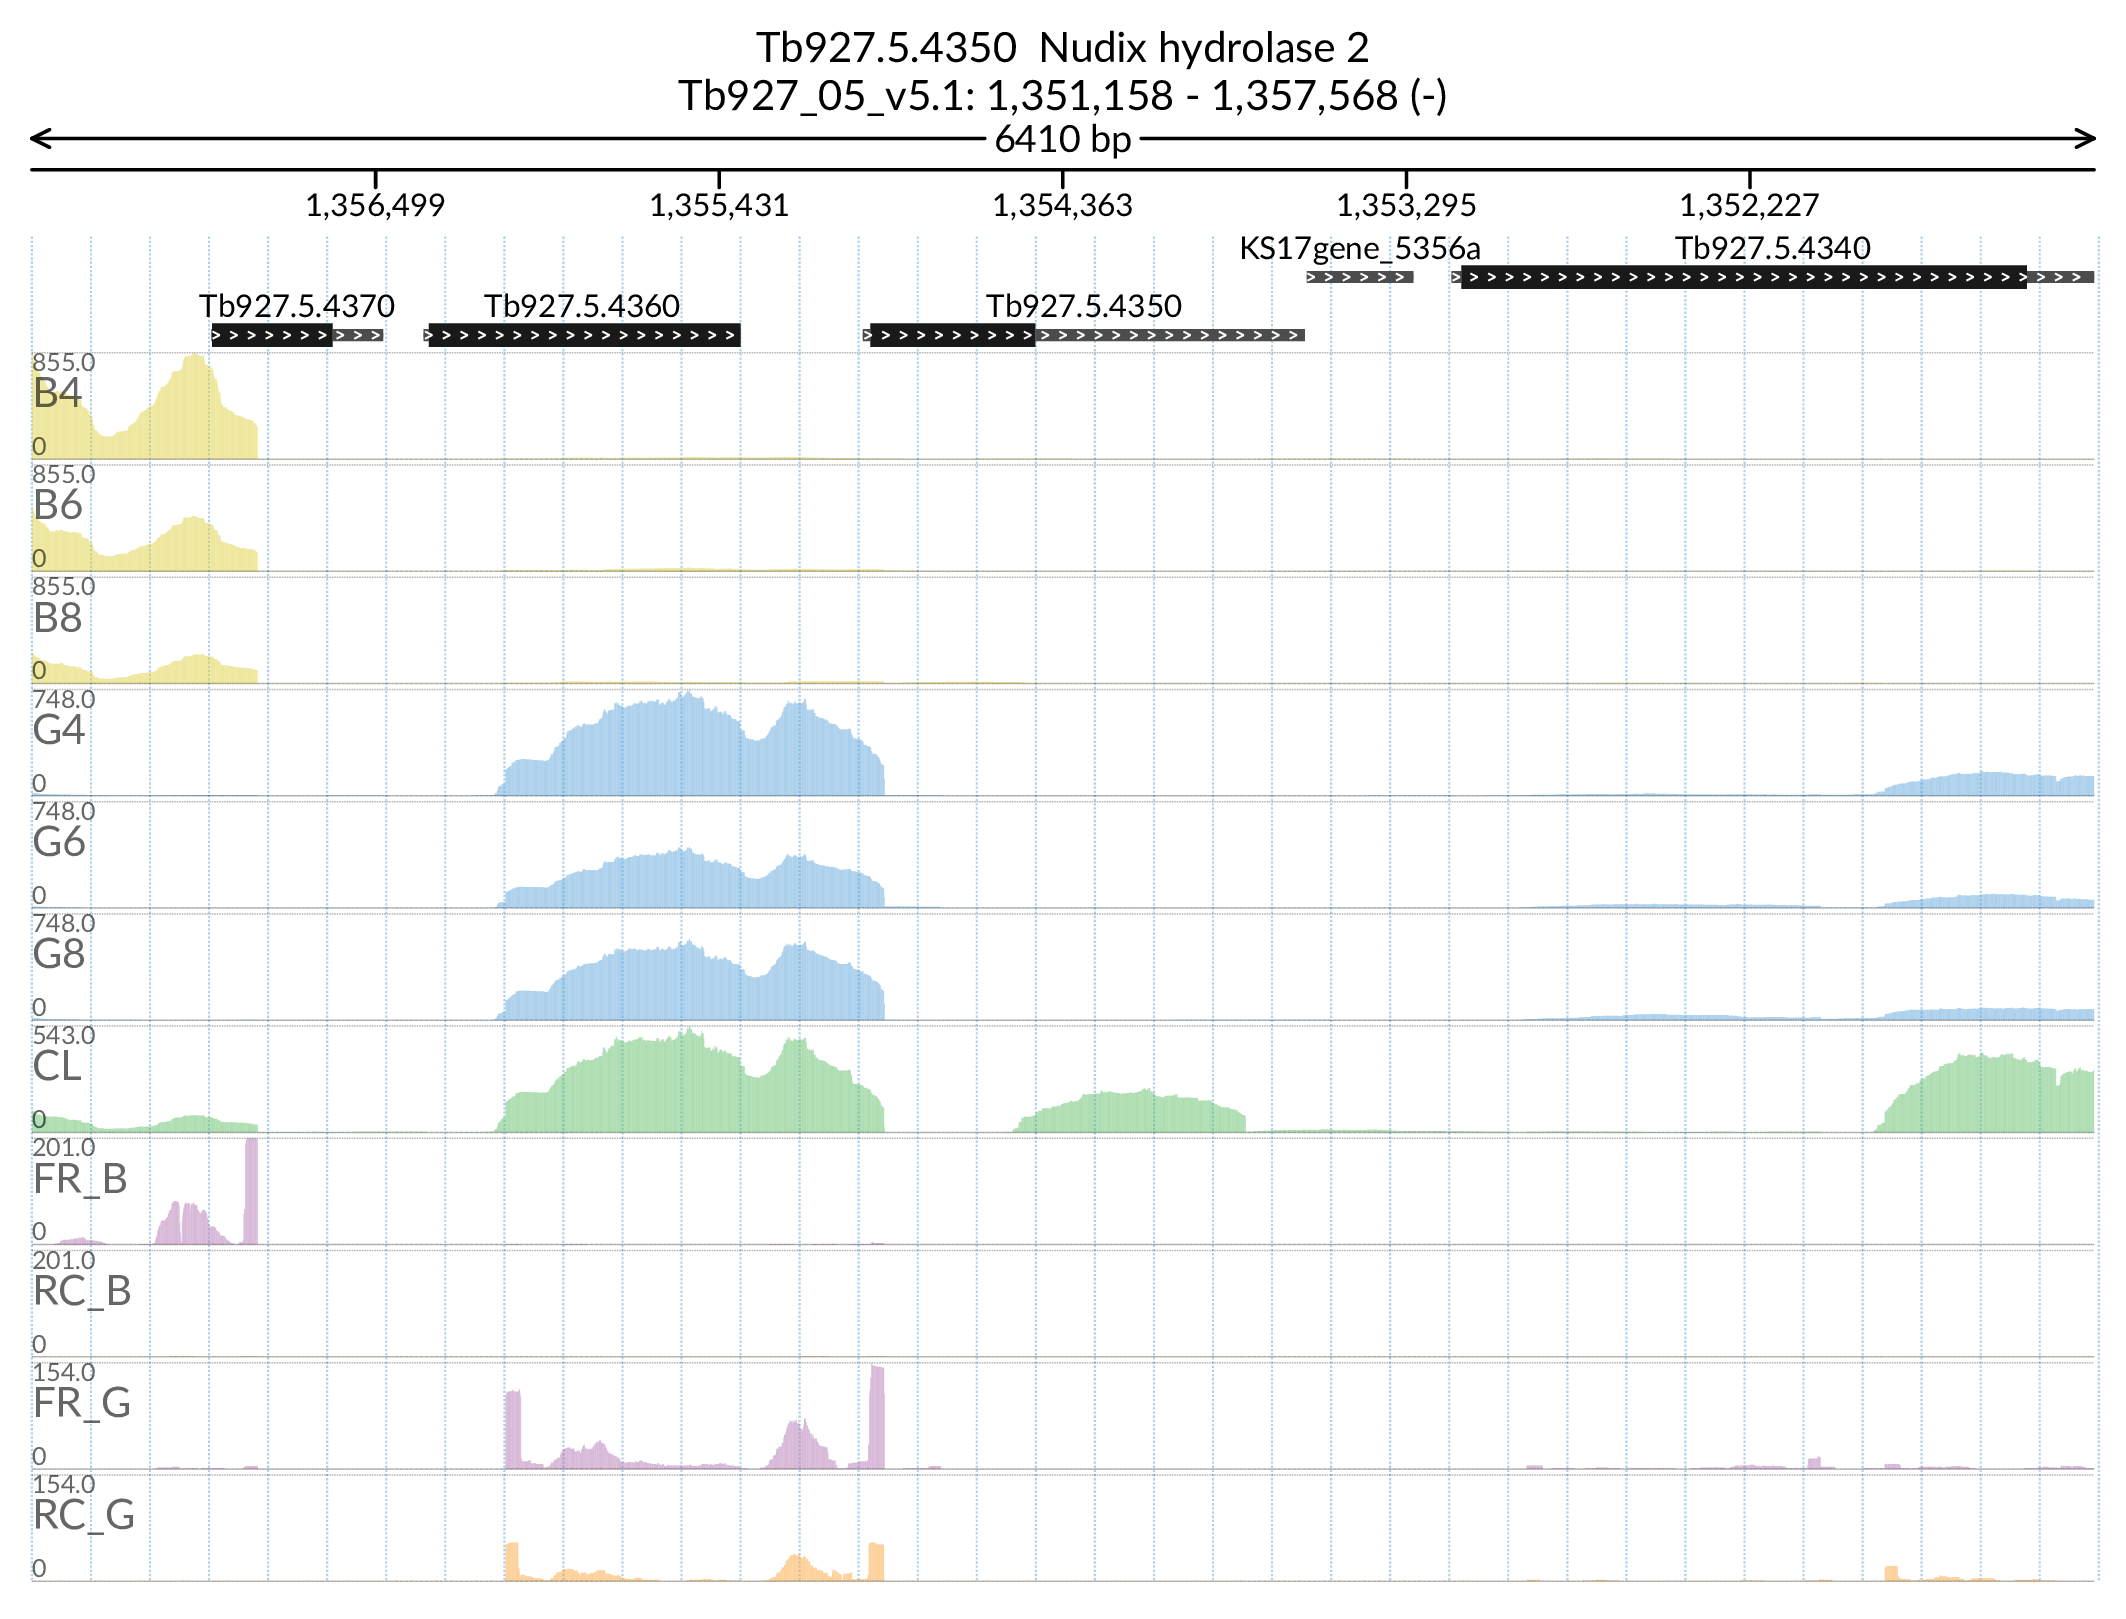 Tb927.5.4350 Nudix hydrolase 2
Tb927_05_v5.1: 1,351,158 - 1,357,568 (-)
6410 bp
1,356,499 1,355,431 1,354,363 1,353,295 1,352,227
KS17gene_5356a Tb927.5.4340
Tb927.5.4370 Tb927.5.4360 Tb927.5.4350
855.0
B4
0
855.0
B6
0
855.0
B8
0
748.0
G4
0
748.0
G6
0
748.0
G8
0
543.0
CL
0
201.0
FR_B
0
201.0
RC_B
0
154.0
FR_G
0
154.0
RC_G
0